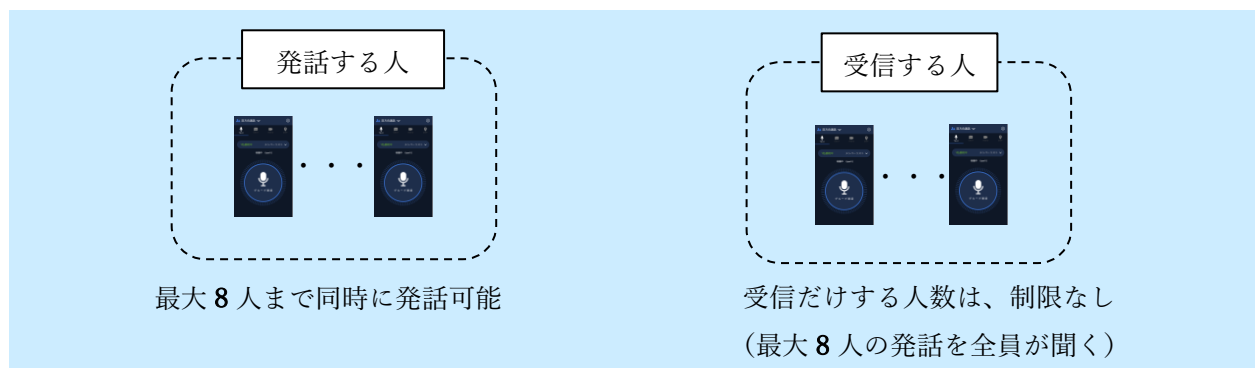 発話する人
受信する人
・・・
・・・
最大 8 人まで同時に発話可能
受信だけする人数は、制限なし
（最大 8 人の発話を全員が聞く）